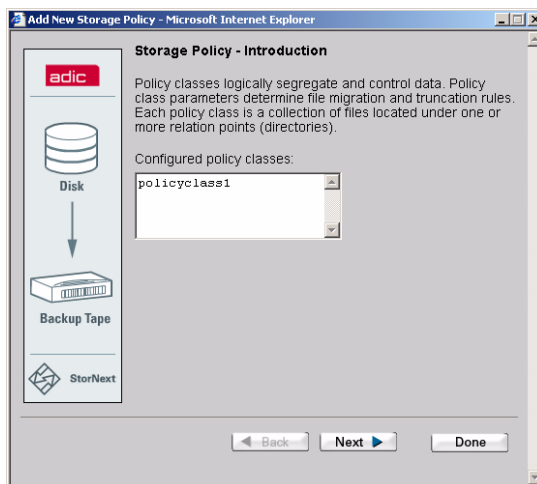 Add New Storage Policy - Microsoft Internet Explorer
adic
Disk
Backup Tape
StorNext
Storage Policy - Introduction
Policy classes logically segregate and control data. Policy
class parameters determine file migration and truncation rules.
Each policy class is a collection of files located under one or
more relation points (directories).
Configured policy classes:
policyclass1
Back
Next
Done